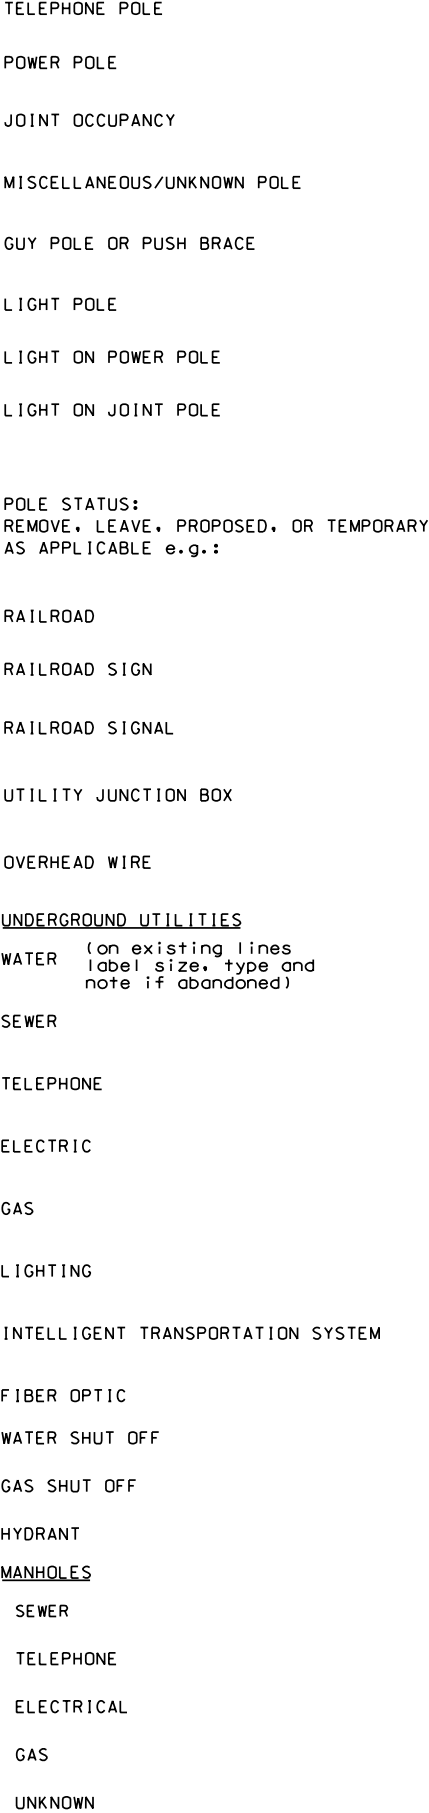 TELEPHONE POLE
POWER POLE
JOINT OCCUPANCY
MISCELLANEOUS/UNKNOWN POLE
GUY POLE OR PUSH BRACE
LIGHT POLE
LIGHT ON POWER POLE
LIGHT ON JOINT POLE
POLE STATUS:
REMOVE, LEAVE, PROPOSED, OR TEMPORARY
AS APPLICABLE e.g.:
RAILROAD
RAILROAD SIGN
RAILROAD SIGNAL
UTILITY JUNCTION BOX
OVERHEAD WIRE
UNDERGROUND UTILITIES
WATER (on existing lines
label size, type and
note if abandoned)
SEWER
TELEPHONE
ELECTRIC
GAS
LIGHTING
INTELLIGENT TRANSPORTATION SYSTEM
FIBER OPTIC
WATER SHUT OFF
GAS SHUT OFF
HYDRANT
MANHOLES
SEWER
TELEPHONE
ELECTRICAL
GAS
UNKNOWN